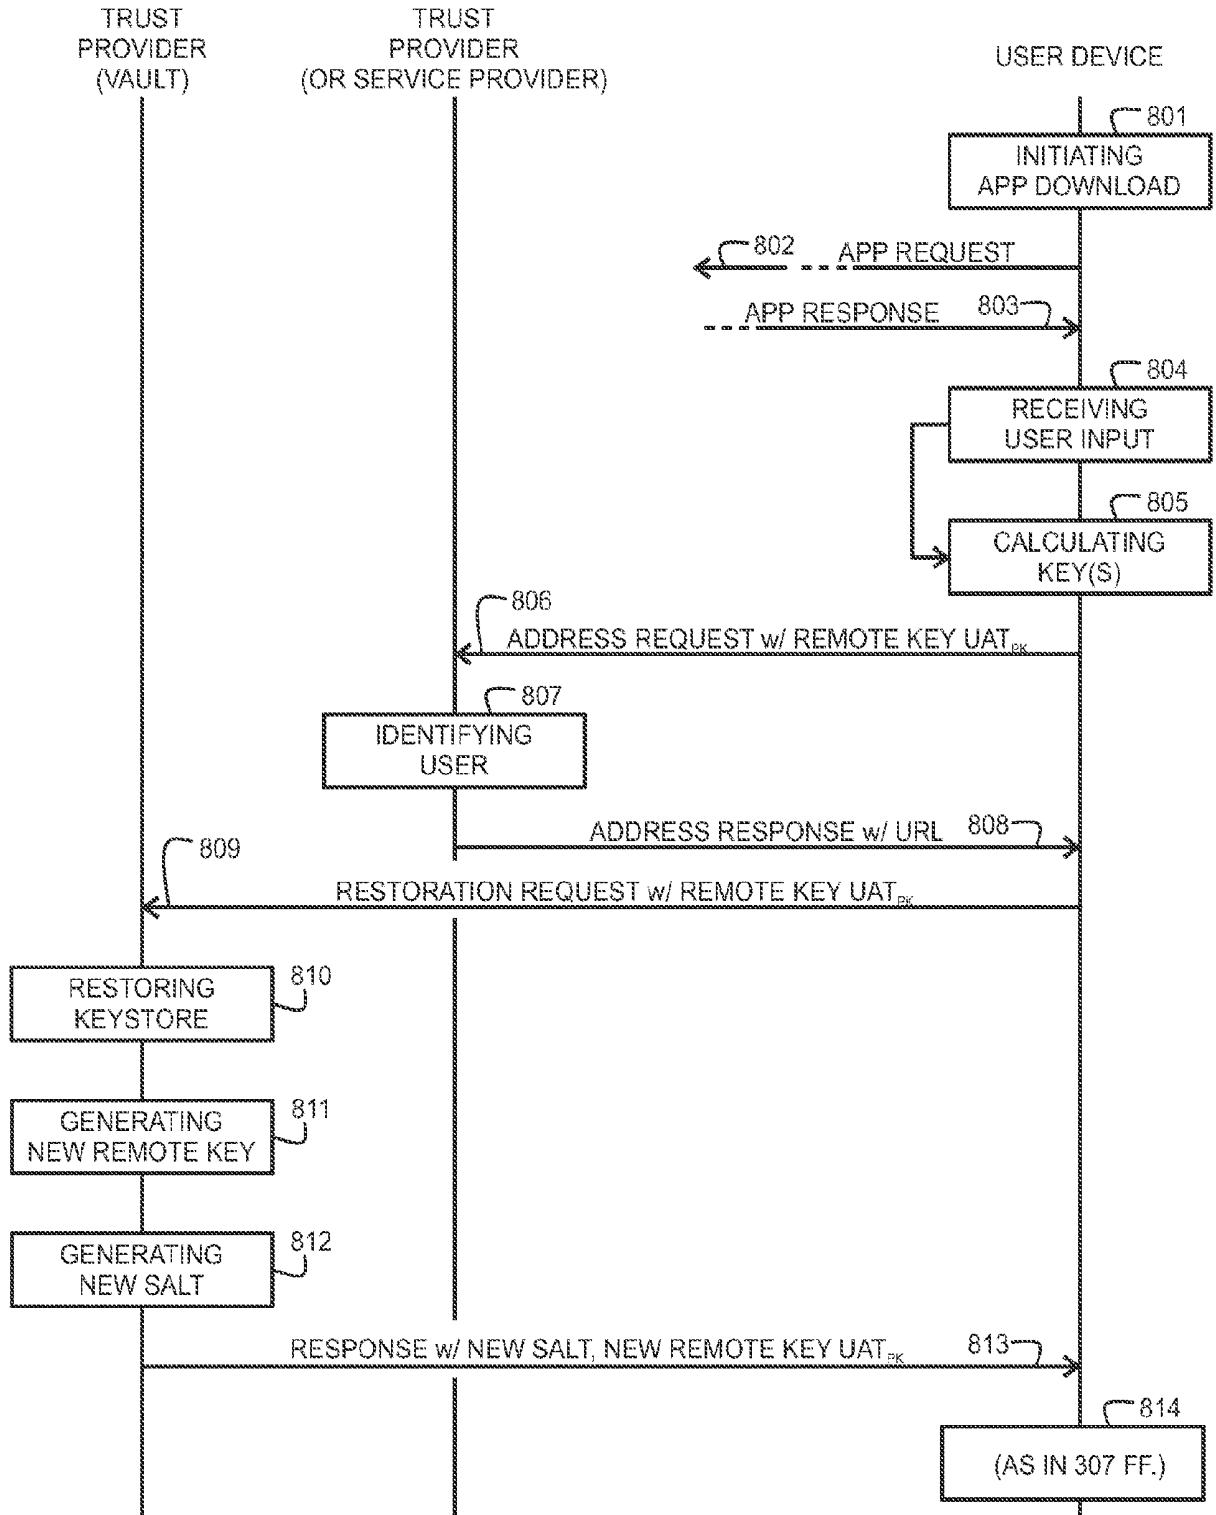 TRUST
PROVIDER
(VAULT)
TRUST
PROVIDER
(OR SERVICE PROVIDER)
USER DEVICE
801
INITIATING
APP DOWNLOAD
802
APP REQUEST
APP RESPONSE
803
804
RECEIVING
USER INPUT
805
CALCULATING
KEY(S)
806
ADDRESS REQUEST w/ REMOTE KEY UATPK
807
IDENTIFYING
USER
ADDRESS RESPONSE w/ URL
808
809
RESTORATION REQUEST w/ REMOTE KEY UATPK
RESTORING
KEYSTORE
810
GENERATING
NEW REMOTE KEY
811
GENERATING
NEW SALT
812
RESPONSE w/ NEW SALT, NEW REMOTE KEY UATPK
813
814
(AS IN 307 FF.)